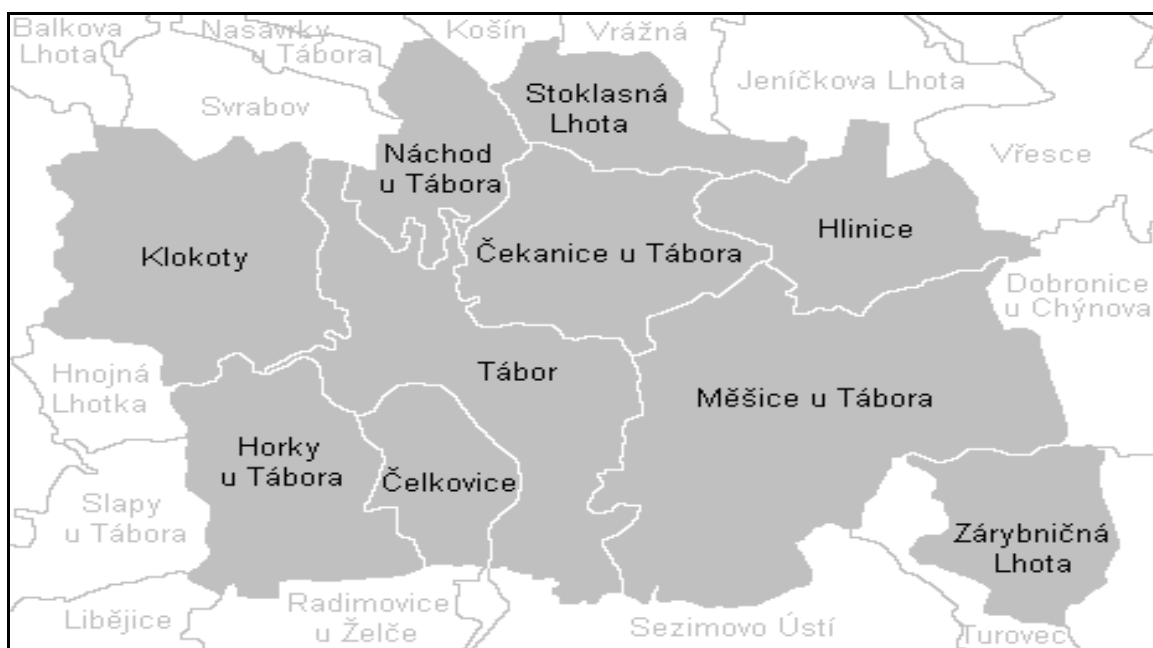 Balkova
Lhota
Nasavrky
u Tábora
Košín
Vrážná
Jeníčkova Lhota
Svrabov
Stoklasná
Lhota
Náchod
u Tábora
Vřesce
Klokoty
Čekanice u Tábora
Hlinice
Dobronice
u Chýnova
Hnojná
Lhotka
Tábor
Měšice u Tábora
Horky
u Tábora
Čelkovice
Slapy
u Tábora
Zárybničná
Lhota
Libějice
Radimovice
u Želče
Sezimovo Ústí
Turovec